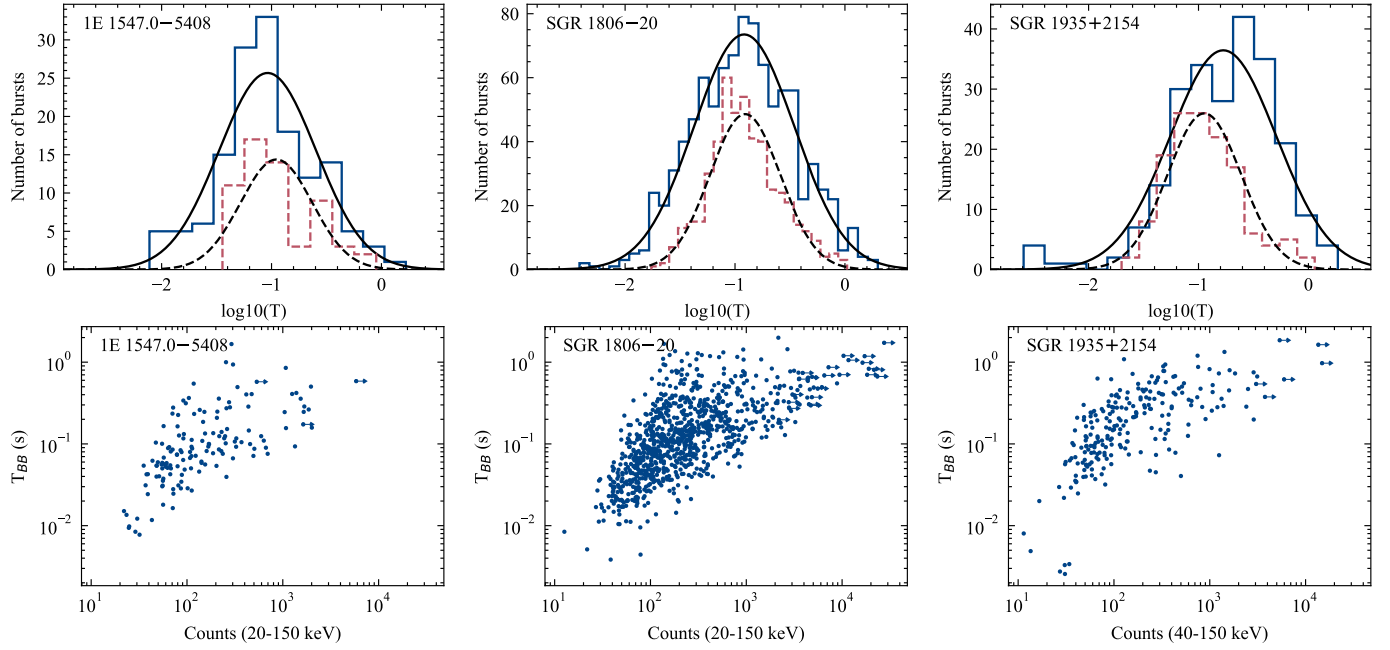 1E 1547.0−5408
SGR 1806−20
SGR 1935+2154
Number of bursts
30
25
20
15
10
5
0
−2
−1
0
log10(T)
Number of bursts
80
60
40
20
0
−2
−1
0
log10(T)
Number of bursts
40
30
20
10
0
−2
−1
0
log10(T)
1E 1547.0−5408
SGR 1806−20
SGR 1935+2154
T_BB (s)
10^0
10^−1
10^−2
10^1
10^2
10^3
10^4
Counts (20-150 keV)
T_BB (s)
10^0
10^−1
10^−2
10^1
10^2
10^3
10^4
Counts (20-150 keV)
T_BB (s)
10^0
10^−1
10^−2
10^1
10^2
10^3
10^4
Counts (40-150 keV)